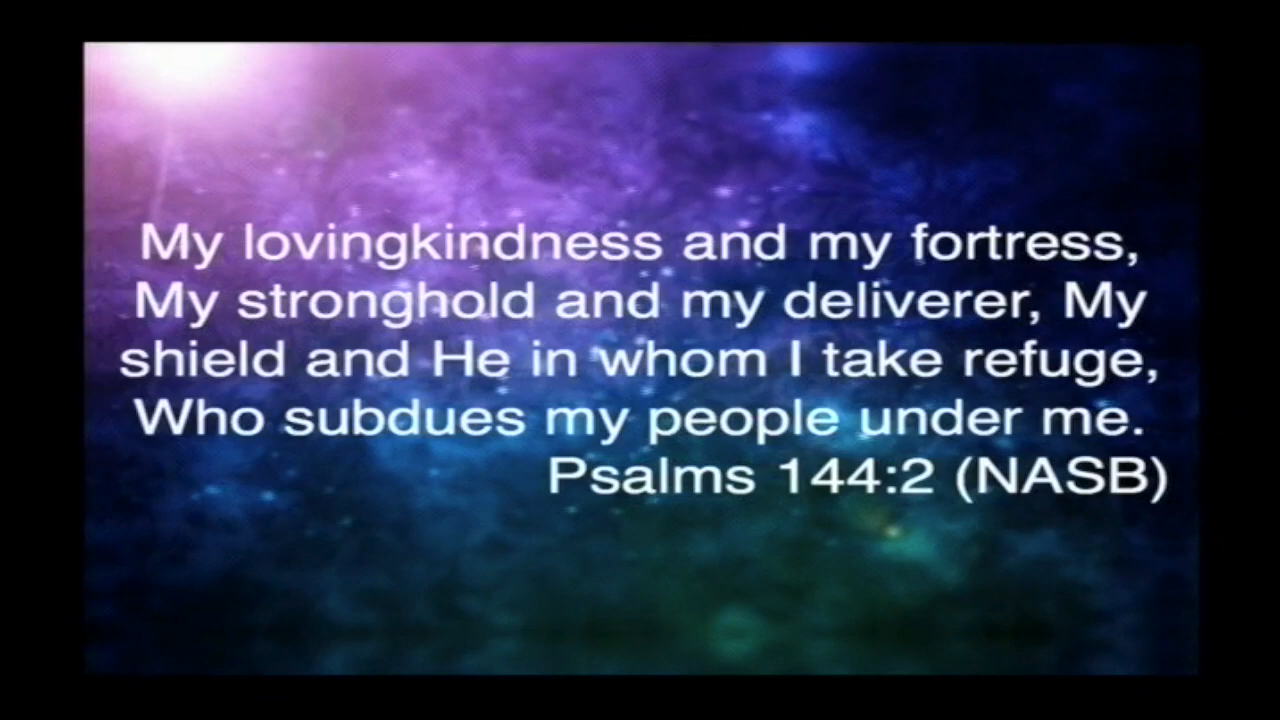 My lovingkindness and my fortress,
My stronghold and my deliverer, My
shield and He in whom I take refuge,
Who subdues my people under me.
Psalms 144:2 (NASB)